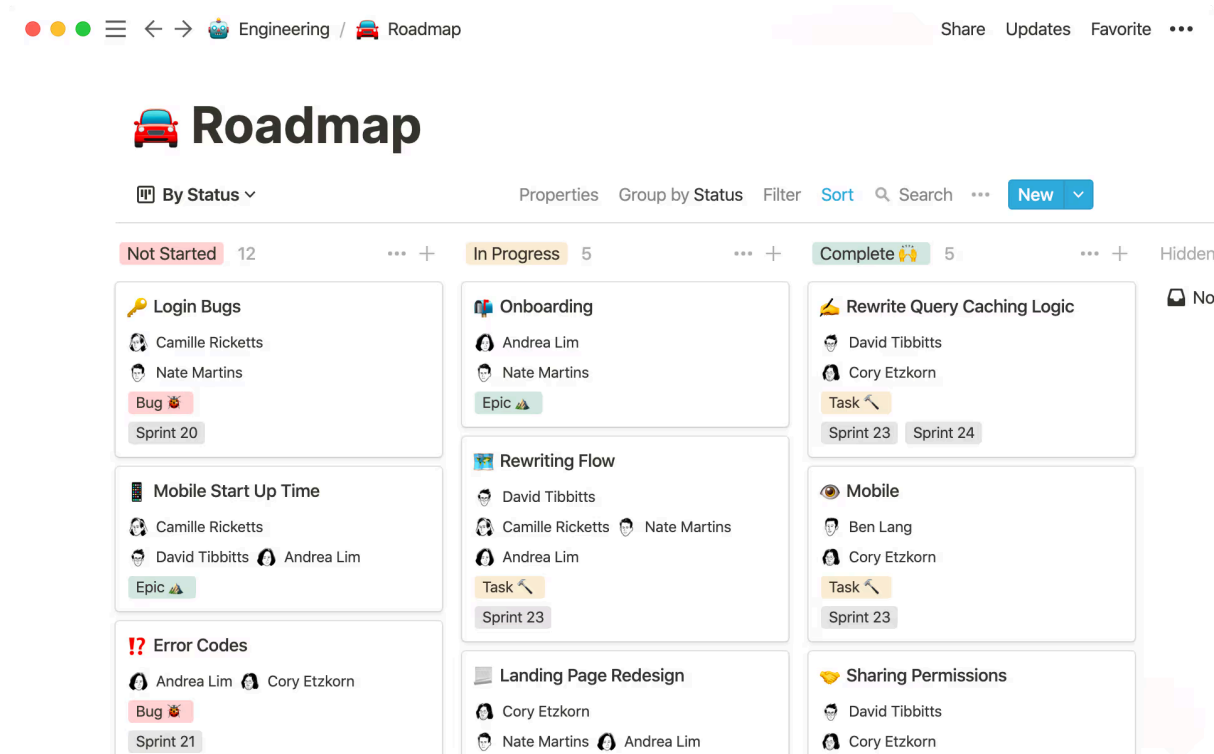 Engineering / Roadmap
Share Updates Favorite
Roadmap
By Status
Properties Group by Status Filter Sort Search New
Not Started 12
Login Bugs
Camille Ricketts
Nate Martins
Bug
Sprint 20
Mobile Start Up Time
Camille Ricketts
David Tibbitts Andrea Lim
Epic
Error Codes
Andrea Lim Cory Etzkorn
Bug
Sprint 21
In Progress 5
Onboarding
Andrea Lim
Nate Martins
Epic
Rewriting Flow
David Tibbitts
Camille Ricketts Nate Martins
Andrea Lim
Task
Sprint 23
Landing Page Redesign
Cory Etzkorn
Nate Martins Andrea Lim
Complete 5
Rewrite Query Caching Logic
David Tibbitts
Cory Etzkorn
Task
Sprint 23 Sprint 24
Mobile
Ben Lang
Cory Etzkorn
Task
Sprint 23
Sharing Permissions
David Tibbitts
Cory Etzkorn
Hidden
No